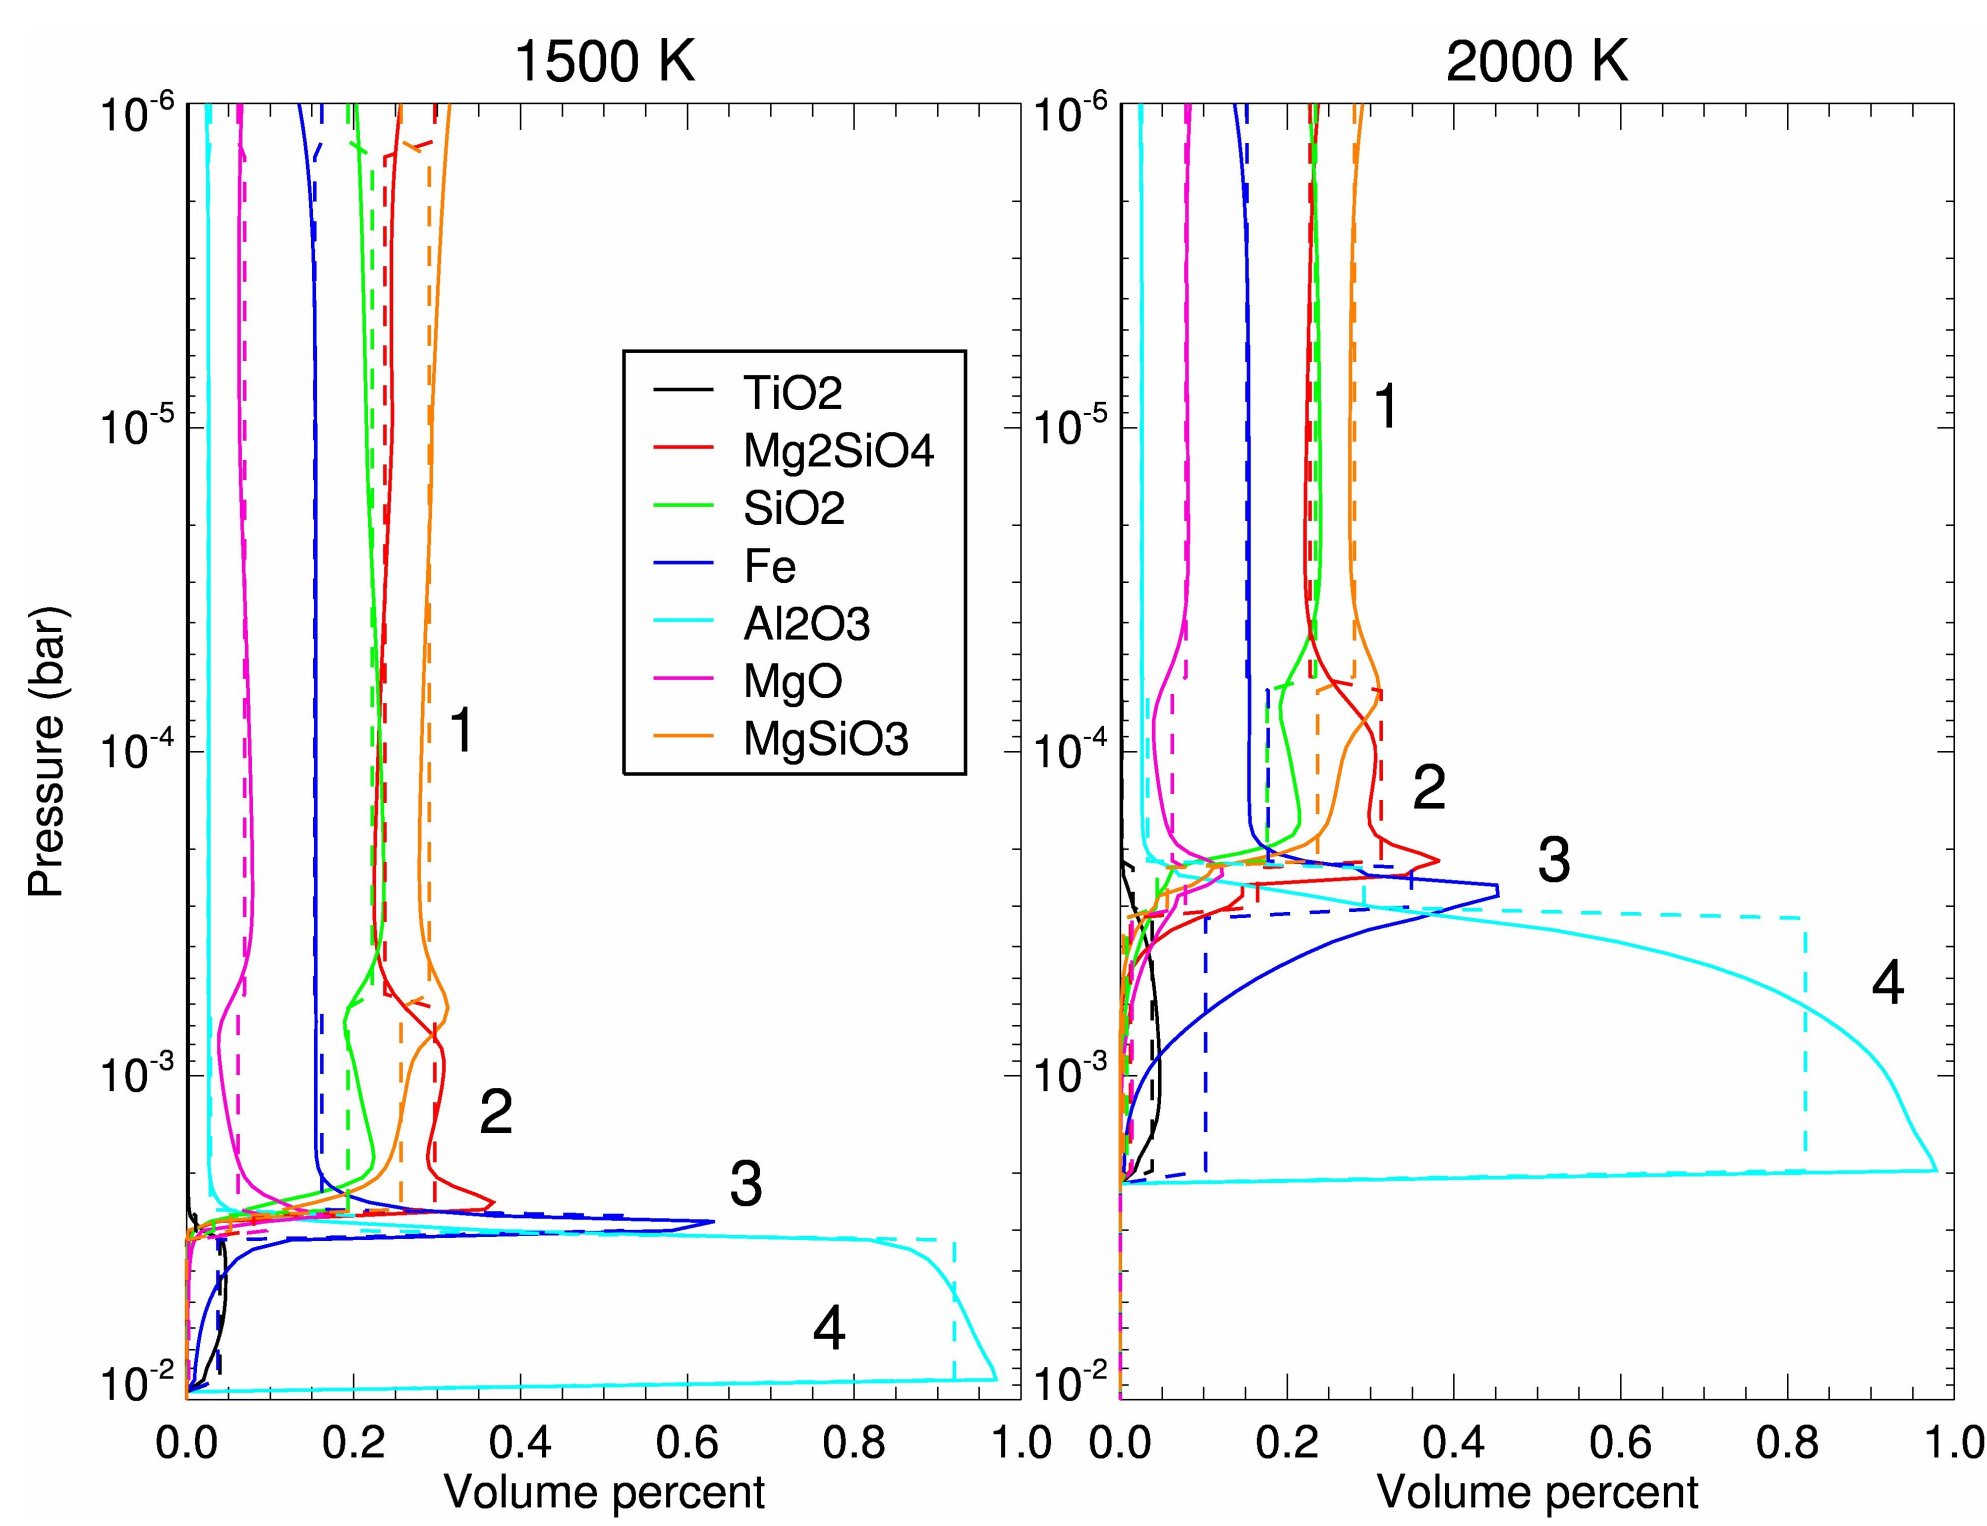 1500 K
2000 K
10-6
10-5
10-4
10-3
10-2
Pressure (bar)
TiO2
Mg2SiO4
SiO2
Fe
Al2O3
MgO
MgSiO3
1
2
3
4
0.0 0.2 0.4 0.6 0.8 1.0
Volume percent
10-6
10-5
10-4
10-3
10-2
1
2
3
4
0.0 0.2 0.4 0.6 0.8 1.0
Volume percent